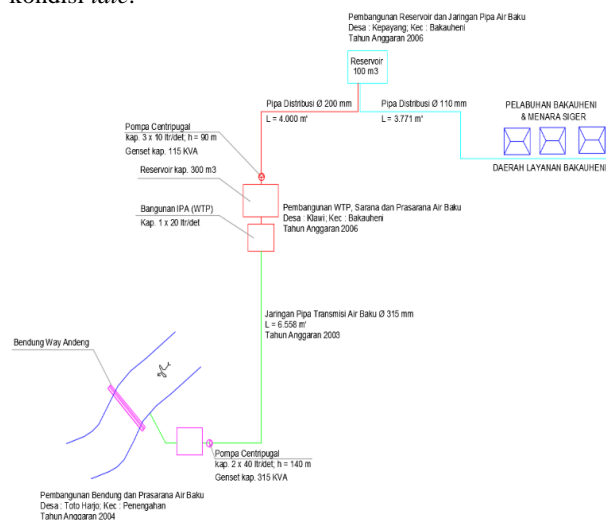 kondisi idle.
Pembangunan Reservoir dan Jaringan Pipa Air Baku
Desa : Kepayang; Kec : Bakauheni
Tahun Anggaran 2006
Reservoir
100 m3
Pipa Distribusi Ø 200 mm
L = 4.000 m'
Pipa Distribusi Ø 110 mm
L = 3.771 m'
PELABUHAN BAKAUHENI
& MENARA SIGER
DAERAH LAYANAN BAKAUHENI
Pompa Centripugal
kap. 3 x 10 ltr/det; h = 90 m
Genset kap. 115 KVA
Reservoir kap. 300 m3
Bangunan IPA (WTP)
Kap. 1 x 20 ltr/det
Pembangunan WTP, Sarana dan Prasarana Air Baku
Desa : Klawi; Kec : Bakauheni
Tahun Anggaran 2006
Jaringan Pipa Transmisi Air Baku Ø 315 mm
L = 6.558 m'
Tahun Anggaran 2003
Bendung Way Andeng
Pompa Centripugal
kap. 2 x 40 ltr/det; h = 140 m
Genset kap. 315 KVA
Pembangunan Bendung dan Prasarana Air Baku
Desa : Toto Harjo; Kec : Penengahan
Tahun Anggaran 2004